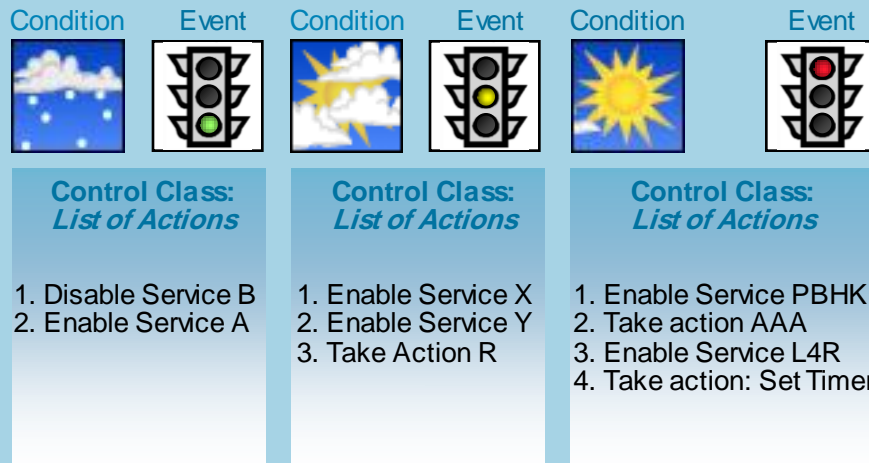 Condition Event Condition Event Condition Event
Control Class:
List of Actions
1. Disable Service B
2. Enable Service A
Control Class:
List of Actions
1. Enable Service X
2. Enable Service Y
3. Take Action R
Control Class:
List of Actions
1. Enable Service PBHK
2. Take action AAA
3. Enable Service L4R
4. Take action: Set Timer